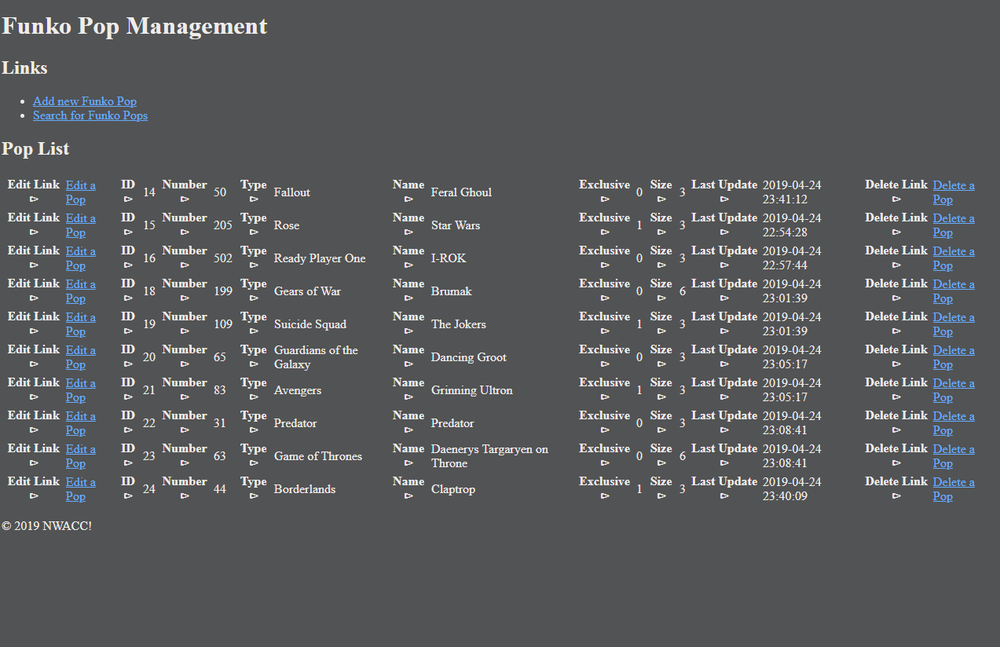 Funko Pop Management
Links
• Add new Funko Pop
• Search for Funko Pops
Pop List
Edit Link ⊳ Edit a Pop ID ⊳ 14 Number ⊳ 50 Type ⊳ Fallout Name ⊳ Feral Ghoul Exclusive ⊳ 0 Size ⊳ 3 Last Update ⊳ 2019-04-24 23:41:12 Delete Link ⊳ Delete a Pop
Edit Link ⊳ Edit a Pop ID ⊳ 15 Number ⊳ 205 Type ⊳ Rose Name ⊳ Star Wars Exclusive ⊳ 1 Size ⊳ 3 Last Update ⊳ 2019-04-24 22:54:28 Delete Link ⊳ Delete a Pop
Edit Link ⊳ Edit a Pop ID ⊳ 16 Number ⊳ 502 Type ⊳ Ready Player One Name ⊳ I-ROK Exclusive ⊳ 0 Size ⊳ 3 Last Update ⊳ 2019-04-24 22:57:44 Delete Link ⊳ Delete a Pop
Edit Link ⊳ Edit a Pop ID ⊳ 18 Number ⊳ 199 Type ⊳ Gears of War Name ⊳ Brumak Exclusive ⊳ 0 Size ⊳ 6 Last Update ⊳ 2019-04-24 23:01:39 Delete Link ⊳ Delete a Pop
Edit Link ⊳ Edit a Pop ID ⊳ 19 Number ⊳ 109 Type ⊳ Suicide Squad Name ⊳ The Jokers Exclusive ⊳ 1 Size ⊳ 3 Last Update ⊳ 2019-04-24 23:01:39 Delete Link ⊳ Delete a Pop
Edit Link ⊳ Edit a Pop ID ⊳ 20 Number ⊳ 65 Type ⊳ Guardians of the Galaxy Name ⊳ Dancing Groot Exclusive ⊳ 0 Size ⊳ 3 Last Update ⊳ 2019-04-24 23:05:17 Delete Link ⊳ Delete a Pop
Edit Link ⊳ Edit a Pop ID ⊳ 21 Number ⊳ 83 Type ⊳ Avengers Name ⊳ Grinning Ultron Exclusive ⊳ 1 Size ⊳ 3 Last Update ⊳ 2019-04-24 23:05:17 Delete Link ⊳ Delete a Pop
Edit Link ⊳ Edit a Pop ID ⊳ 22 Number ⊳ 31 Type ⊳ Predator Name ⊳ Predator Exclusive ⊳ 0 Size ⊳ 3 Last Update ⊳ 2019-04-24 23:08:41 Delete Link ⊳ Delete a Pop
Edit Link ⊳ Edit a Pop ID ⊳ 23 Number ⊳ 63 Type ⊳ Game of Thrones Name ⊳ Daenerys Targaryen on Throne Exclusive ⊳ 0 Size ⊳ 6 Last Update ⊳ 2019-04-24 23:08:41 Delete Link ⊳ Delete a Pop
Edit Link ⊳ Edit a Pop ID ⊳ 24 Number ⊳ 44 Type ⊳ Borderlands Name ⊳ Claptrop Exclusive ⊳ 1 Size ⊳ 3 Last Update ⊳ 2019-04-24 23:40:09 Delete Link ⊳ Delete a Pop
© 2019 NWACC!